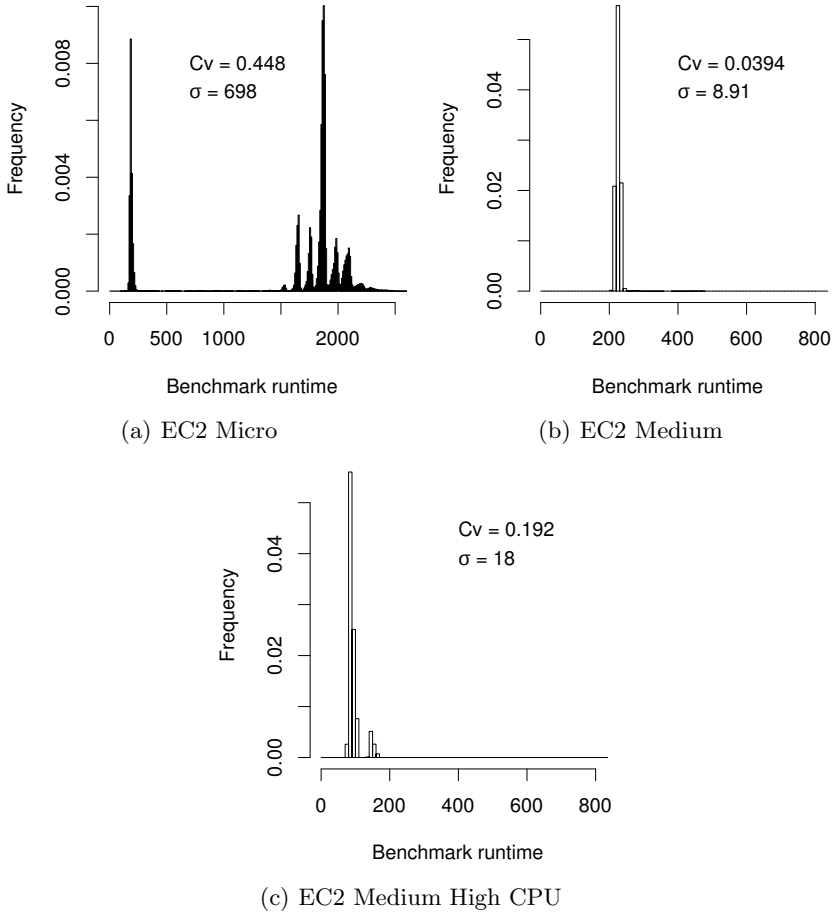 Frequency
0.000
0.004
0.008
Cv = 0.448
σ = 698
0
500
1000
2000
Benchmark runtime
(a) EC2 Micro
Frequency
0.00
0.02
0.04
Cv = 0.0394
σ = 8.91
0
200
400
600
800
Benchmark runtime
(b) EC2 Medium
Frequency
0.00
0.02
0.04
Cv = 0.192
σ = 18
0
200
400
600
800
Benchmark runtime
(c) EC2 Medium High CPU